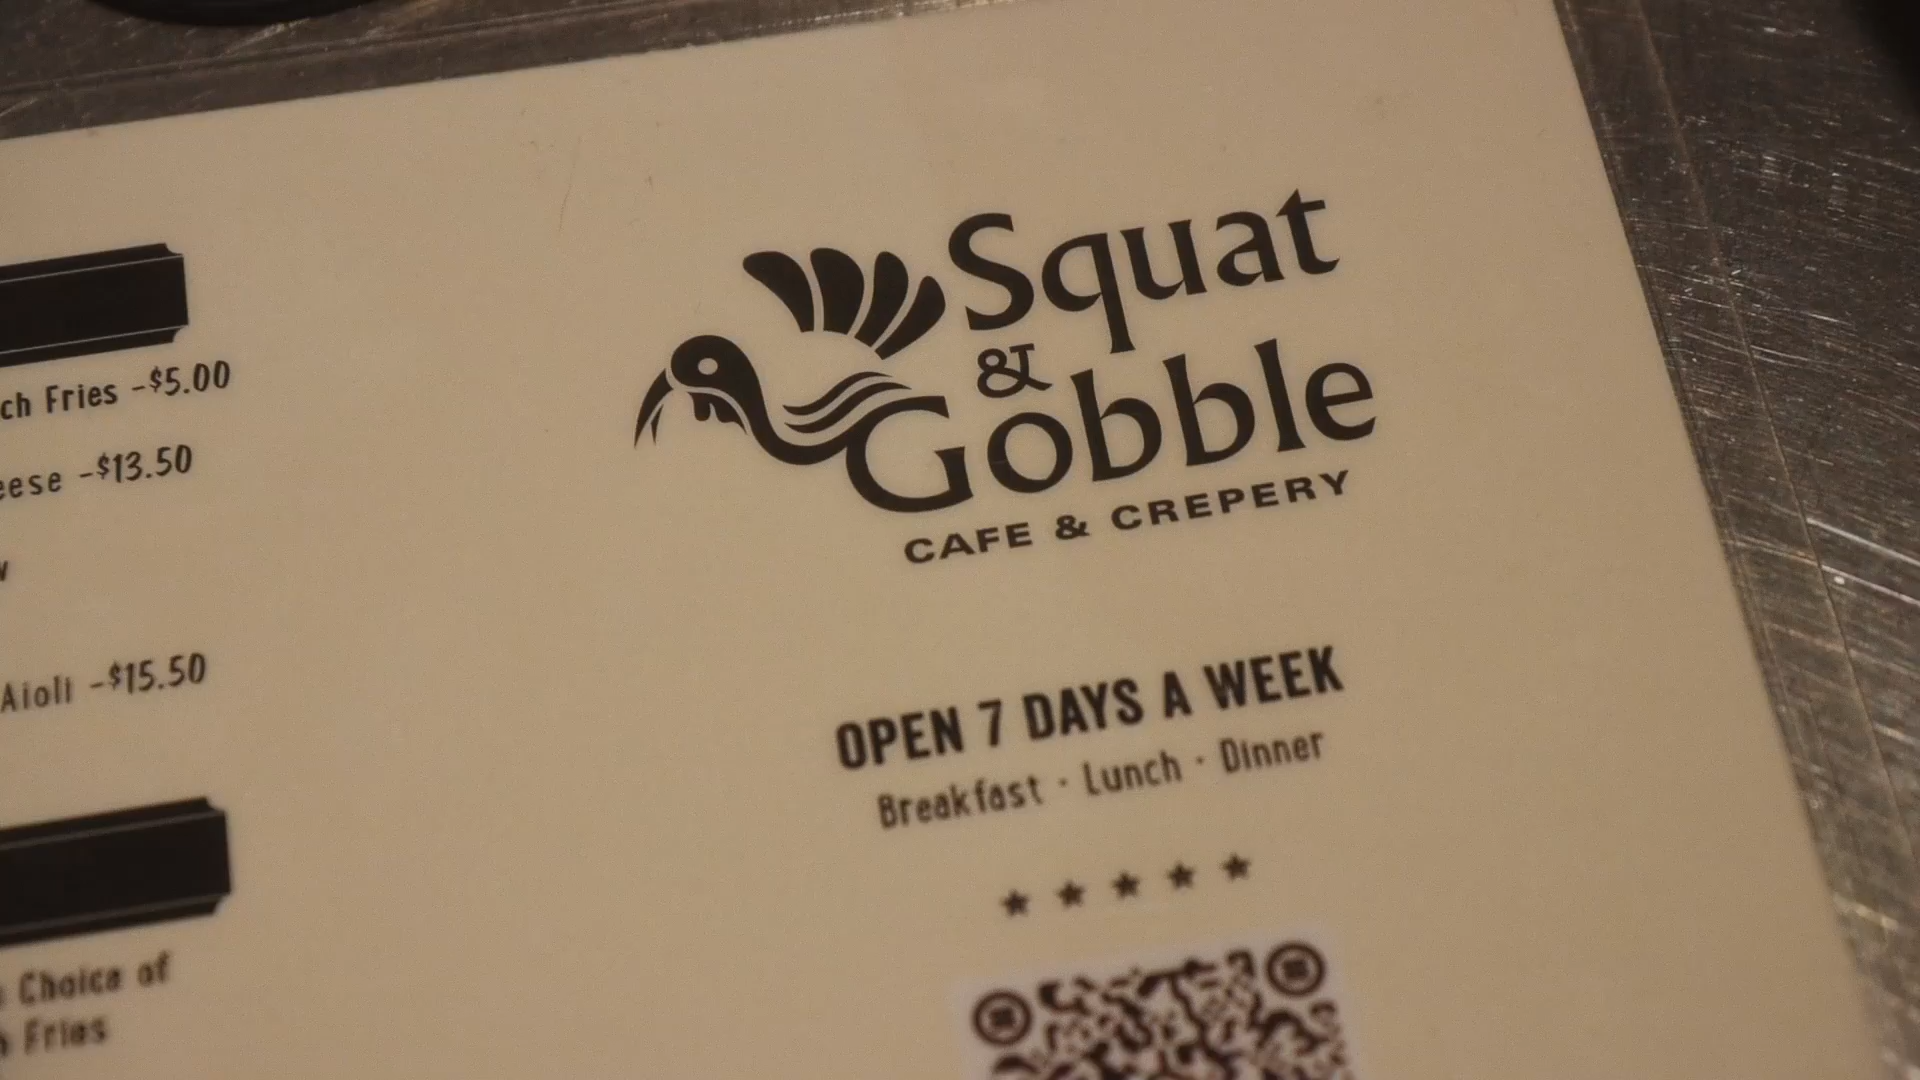 ch Fries -$5.00
eese -$13.50
Aioli -$15.50
Choice of
Fries
Squat
&
Gobble
CAFE & CREPERY
OPEN 7 DAYS A WEEK
Breakfast · Lunch · Dinner